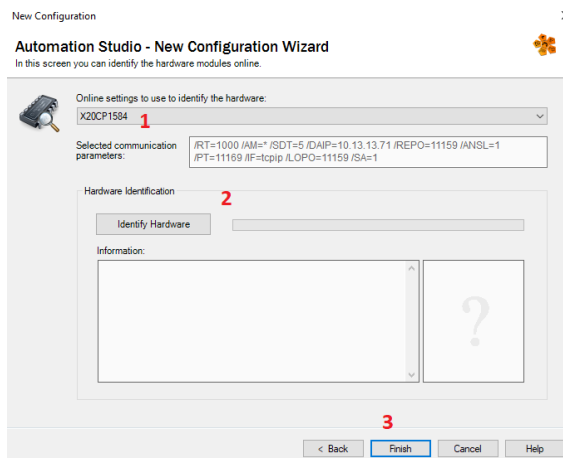 New Configuration
Automation Studio - New Configuration Wizard
In this screen you can identify the hardware modules online.
Online settings to use to identify the hardware:
X20CP1584
1
Selected communication parameters:
/RT=1000 /AM=* /SDT=5 /DAIP=10.13.13.71 /REPO=11159 /ANSL=1
/PT=11169 /IF=tcpip /LOPO=11159 /SA=1
Hardware Identification
2
Identify Hardware
Information:
?
3
< Back
Finish
Cancel
Help